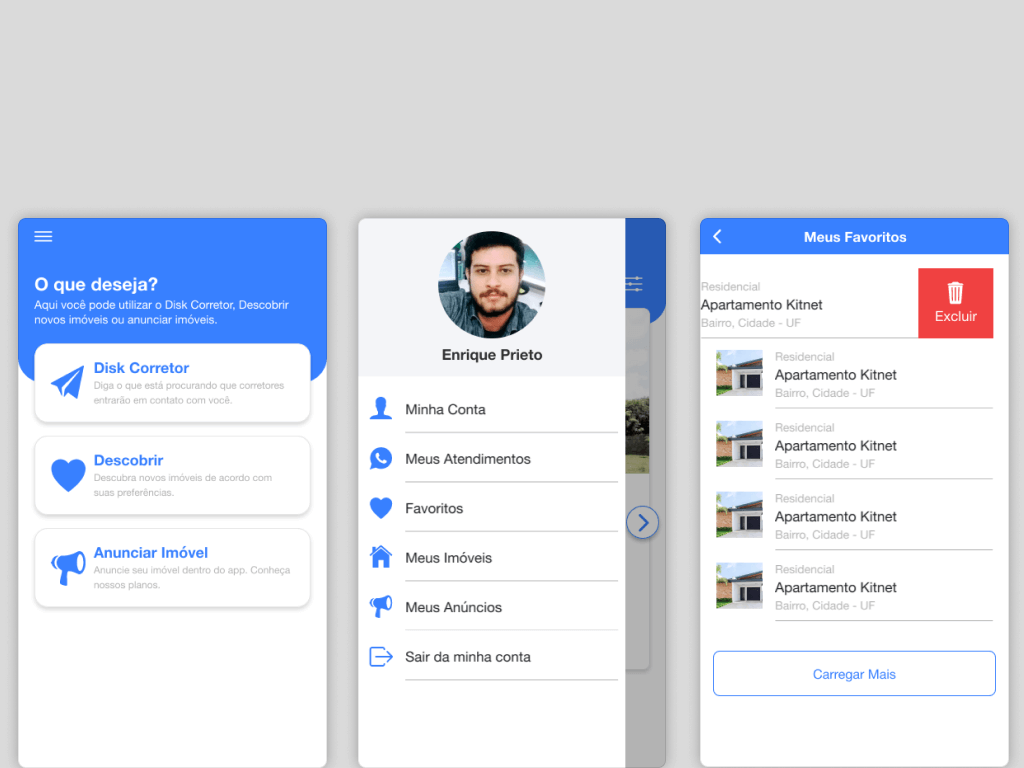 O que deseja?
Aqui você pode utilizar o Disk Corretor, Descobrir
novos imóveis ou anunciar imóveis.
Disk Corretor
Diga o que está procurando que corretores
entrarão em contato com você.
Descobrir
Descubra novos imóveis de acordo com
suas preferências.
Anunciar Imóvel
Anuncie seu imóvel dentro do app. Conheça
nossos planos.
Enrique Prieto
Minha Conta
Meus Atendimentos
Favoritos
Meus Imóveis
Meus Anúncios
Sair da minha conta
Meus Favoritos
Residencial
Apartamento Kitnet
Bairro, Cidade - UF
Excluir
Residencial
Apartamento Kitnet
Bairro, Cidade - UF
Residencial
Apartamento Kitnet
Bairro, Cidade - UF
Residencial
Apartamento Kitnet
Bairro, Cidade - UF
Residencial
Apartamento Kitnet
Bairro, Cidade - UF
Carregar Mais